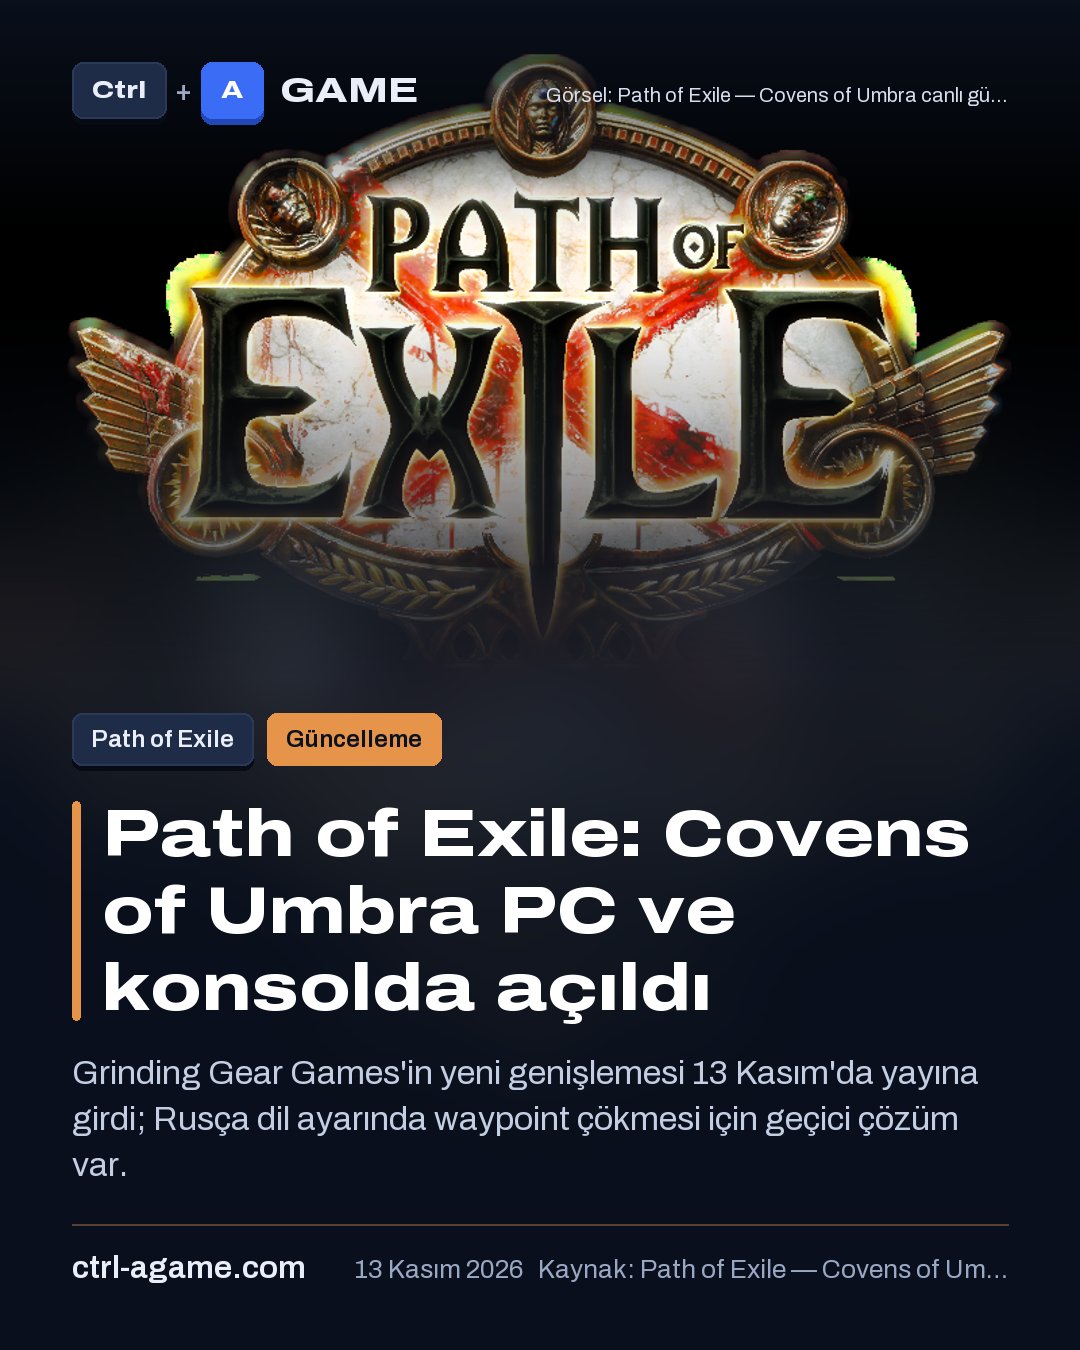 Ctrl + A GAME
Görsel: Path of Exile — Covens of Umbra canlı gü...
PATH OF
EXILE
Path of Exile
Güncelleme
Path of Exile: Covens
of Umbra PC ve
konsolda açıldı
Grinding Gear Games'in yeni genişlemesi 13 Kasım'da yayına
girdi; Rusça dil ayarında waypoint çökmesi için geçici çözüm
var.
ctrl-agame.com
13 Kasım 2026 Kaynak: Path of Exile — Covens of Um...